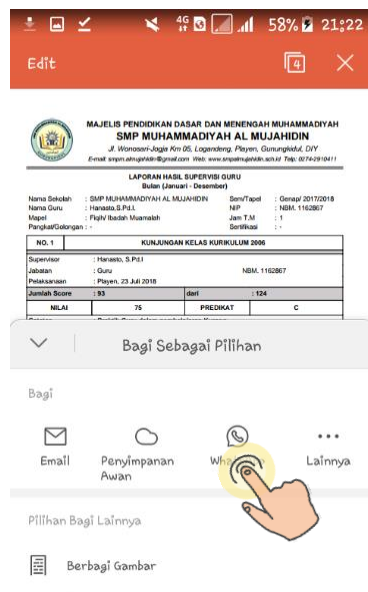 4G 58% 21:22
Edit 4
MAJELIS PENDIDIKAN DASAR DAN MENENGAH MUHAMMADIYAH
SMP MUHAMMADIYAH AL MUJAHIDIN
Jl. Wonosari-Jogja Km 05, Logandeng, Playen, Gunungkidul, DIY
LAPORAN HASIL SUPERVISI GURU
Bulan (Januari - Desember)
Nama Sekolah : SMP MUHAMMADIYAH AL MUJAHIDIN Sem/Tapel : Genap/ 2017/2018
Nama Guru : Hanasto,S.Pd.I. NIP : NBM. 1162867
Mapel : Fiqih/ Ibadah Muamalah Jam T.M : 1
Pangkat/Golongan : - Sertifikasi : -
NO. 1 KUNJUNGAN KELAS KURIKULUM 2006
Supervisor : Hanasto, S.Pd.I
Jabatan : Guru NBM. 1162867
Pelaksanaan : Playen, 23 Juli 2018
Jumlah Score : 93 dari : 124
NILAI 75 PREDIKAT C
Bagi Sebagai Pilihan
Bagi
Email Penyimpanan Lainnya
Awan
Pilihan Bagi Lainnya
Berbagi Gambar